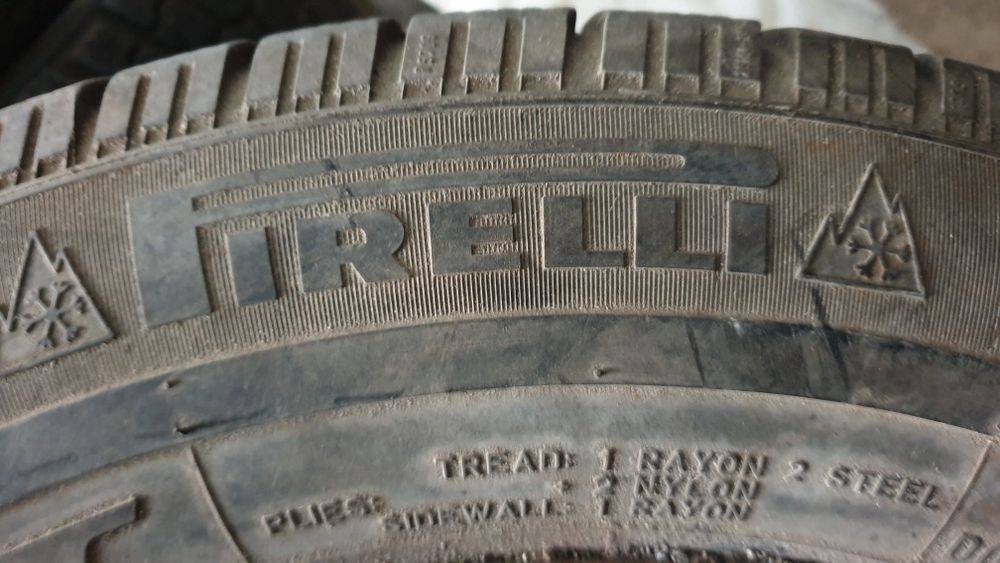 PIRELLI
TREAD: 1 RAYON 2 STEEL
PLIES: 2 NYLON
SIDEWALL: 1 RAYON